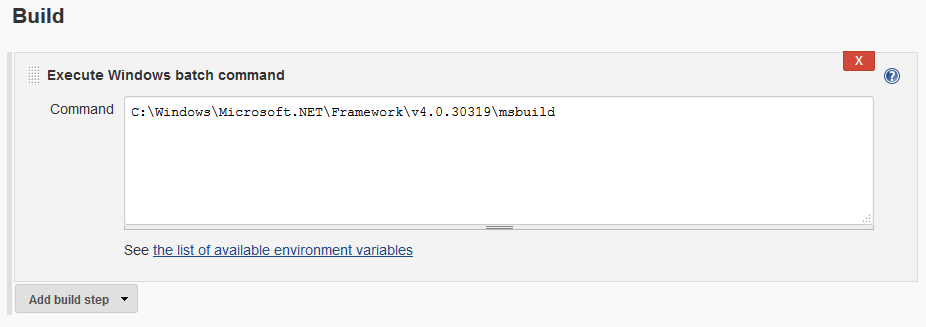 Build
X
Execute Windows batch command
?
Command
C:\Windows\Microsoft.NET\Framework\v4.0.30319\msbuild
See the list of available environment variables
Add build step